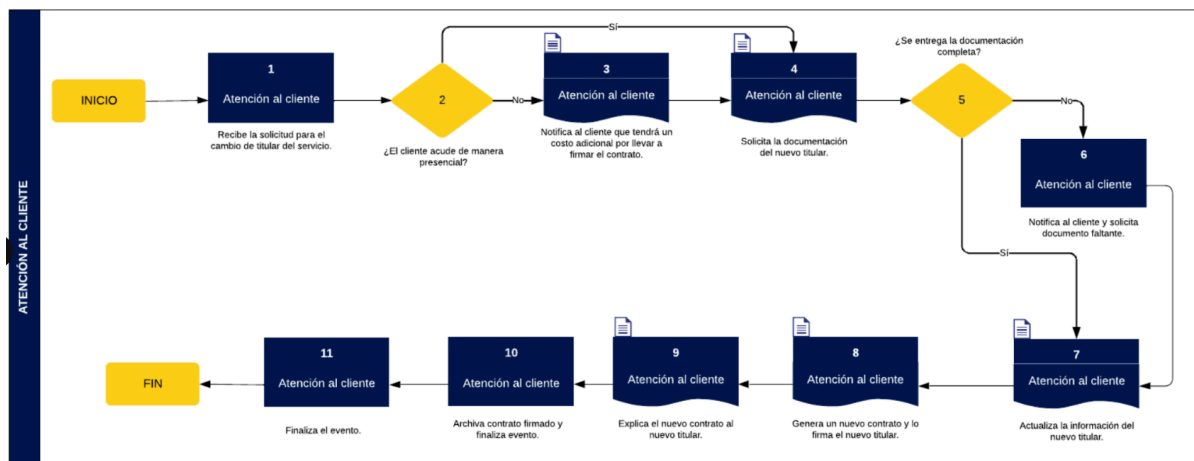 ATENCIÓN AL CLIENTE
INICIO
1
Atención al cliente
Recibe la solicitud para el
cambio de titular del servicio.
2
¿El cliente acude de manera
presencial?
Sí
No
3
Atención al cliente
Notifica al cliente que tendrá un
costo adicional por llevar a
firmar el contrato.
4
Atención al cliente
Solicita la documentación
del nuevo titular.
¿Se entrega la documentación
completa?
5
No
Sí
6
Atención al cliente
Notifica al cliente y solicita
documento faltante.
7
Atención al cliente
Actualiza la información del
nuevo titular.
8
Atención al cliente
Genera un nuevo contrato y lo
firma el nuevo titular.
9
Atención al cliente
Explica el nuevo contrato al
nuevo titular.
10
Atención al cliente
Archiva contrato firmado y
finaliza evento.
11
Atención al cliente
Finaliza el evento.
FIN